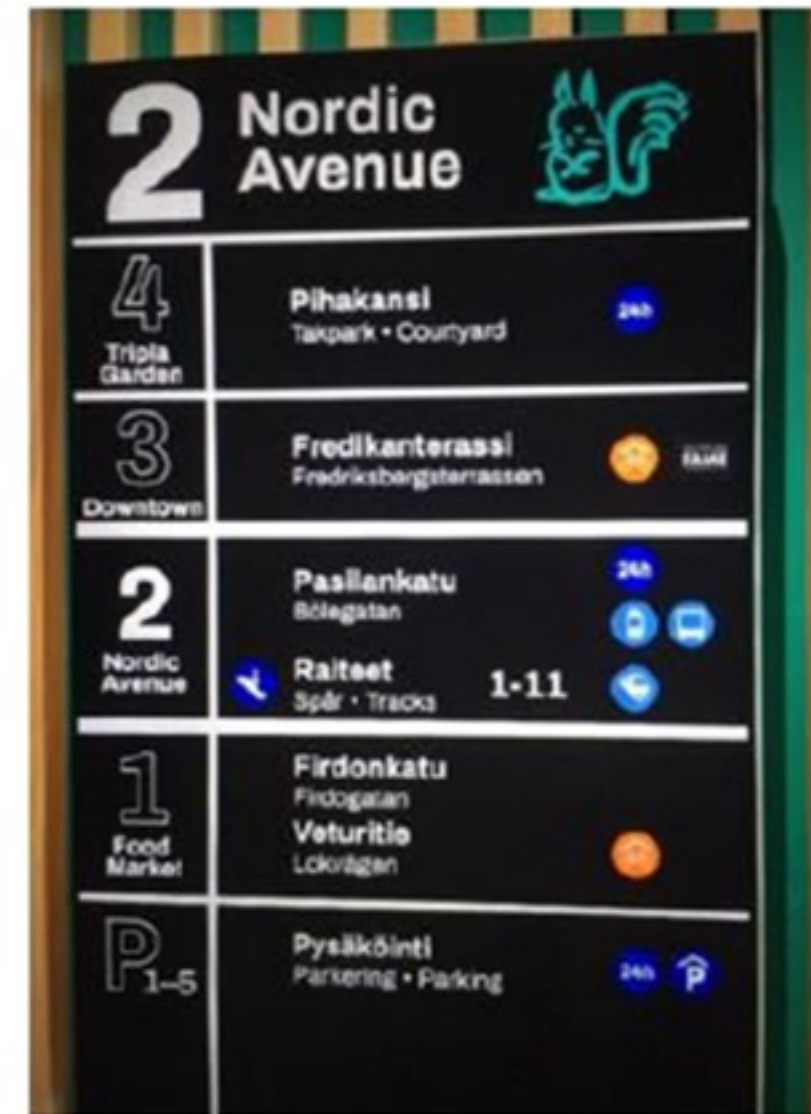 2 Nordic
Avenue
4
Tripla
Garden
Pihakansi
Takpark • Courtyard
24h
3
Downtown
Fredikanterassi
Fredriksbergsterrassen
2
Nordic
Avenue
Pasilankatu
Bölegatan
24h
Raiteet
Spår • Tracks
1-11
1
Food
Market
Firdonkatu
Firdogatan
Veturitie
Lokvägen
P1-5
Pysäköinti
Parkering • Parking
24h
P